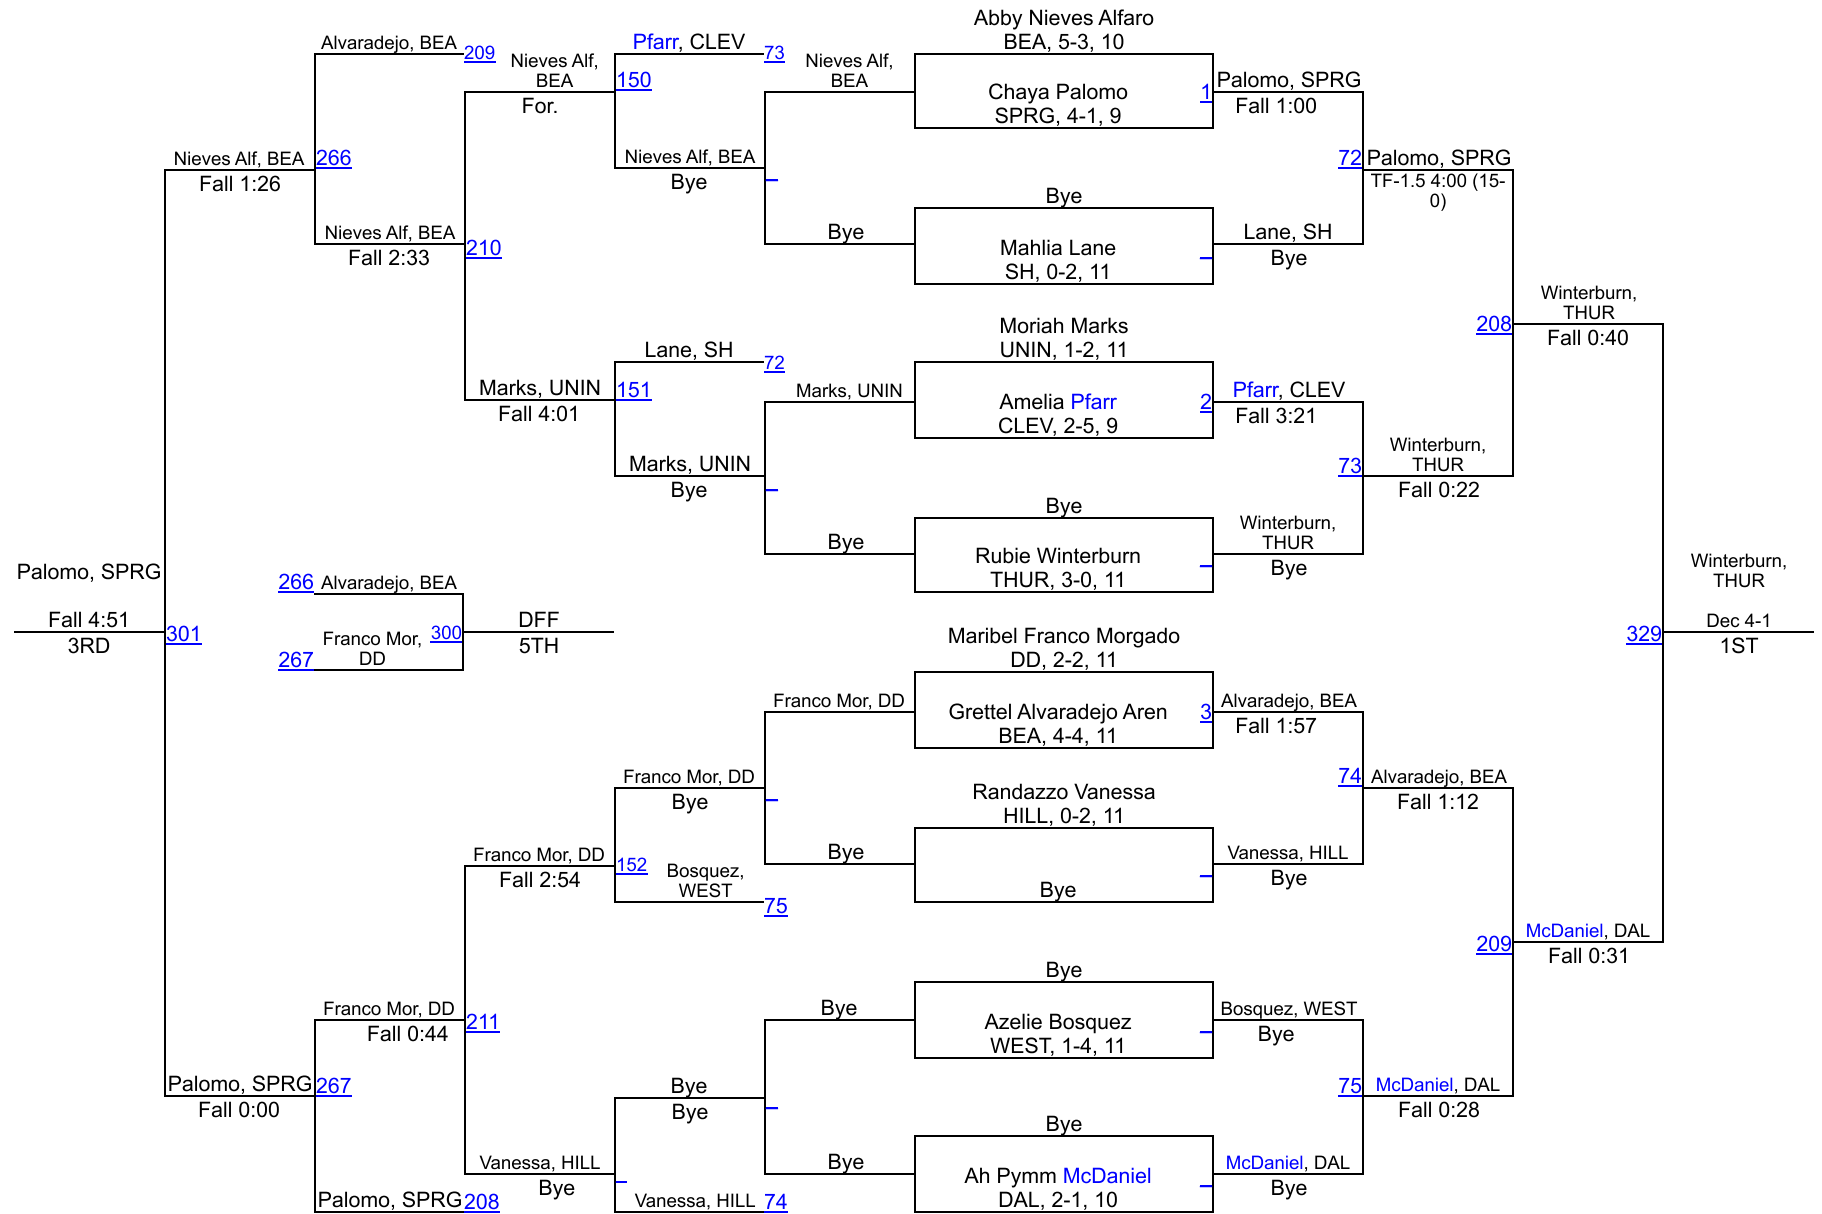 Abby Nieves Alfaro
BEA, 5-3, 10
Alvaradejo, BEA
209
Pfarr, CLEV
73
Nieves Alf,
BEA
For.
150
Nieves Alf,
BEA
Chaya Palomo
SPRG, 4-1, 9
1
Palomo, SPRG
Fall 1:00
Nieves Alf, BEA
Fall 1:26
266
Nieves Alf, BEA
Bye
72
Palomo, SPRG
TF-1.5 4:00 (15-
0)
Bye
Nieves Alf, BEA
Fall 2:33
210
Bye
Mahlia Lane
SH, 0-2, 11
Lane, SH
Bye
Winterburn,
THUR
Fall 0:40
208
Moriah Marks
UNIN, 1-2, 11
Lane, SH
72
Marks, UNIN
Fall 4:01
151
Marks, UNIN
Amelia Pfarr
CLEV, 2-5, 9
2
Pfarr, CLEV
Fall 3:21
Marks, UNIN
Bye
73
Winterburn,
THUR
Fall 0:22
Bye
Bye
Rubie Winterburn
THUR, 3-0, 11
Winterburn,
THUR
Bye
Palomo, SPRG
Fall 4:51
3RD
301
266
Alvaradejo, BEA
Franco Mor,
DD
267
300
DFF
5TH
Winterburn,
THUR
Dec 4-1
1ST
329
Maribel Franco Morgado
DD, 2-2, 11
Franco Mor, DD
Grettel Alvaradejo Aren
BEA, 4-4, 11
3
Alvaradejo, BEA
Fall 1:57
Franco Mor, DD
Bye
74
Alvaradejo, BEA
Fall 1:12
Randazzo Vanessa
HILL, 0-2, 11
Franco Mor, DD
Fall 2:54
152
Bosquez,
WEST
75
Bye
Bye
Vanessa, HILL
Bye
209
McDaniel, DAL
Fall 0:31
Bye
Franco Mor, DD
Fall 0:44
211
Bye
Azelie Bosquez
WEST, 1-4, 11
Bosquez, WEST
Bye
Palomo, SPRG
Fall 0:00
267
Bye
Bye
75
McDaniel, DAL
Fall 0:28
Bye
Vanessa, HILL
Bye
Bye
Ah Pymm McDaniel
DAL, 2-1, 10
McDaniel, DAL
Bye
Palomo, SPRG
208
Vanessa, HILL
74